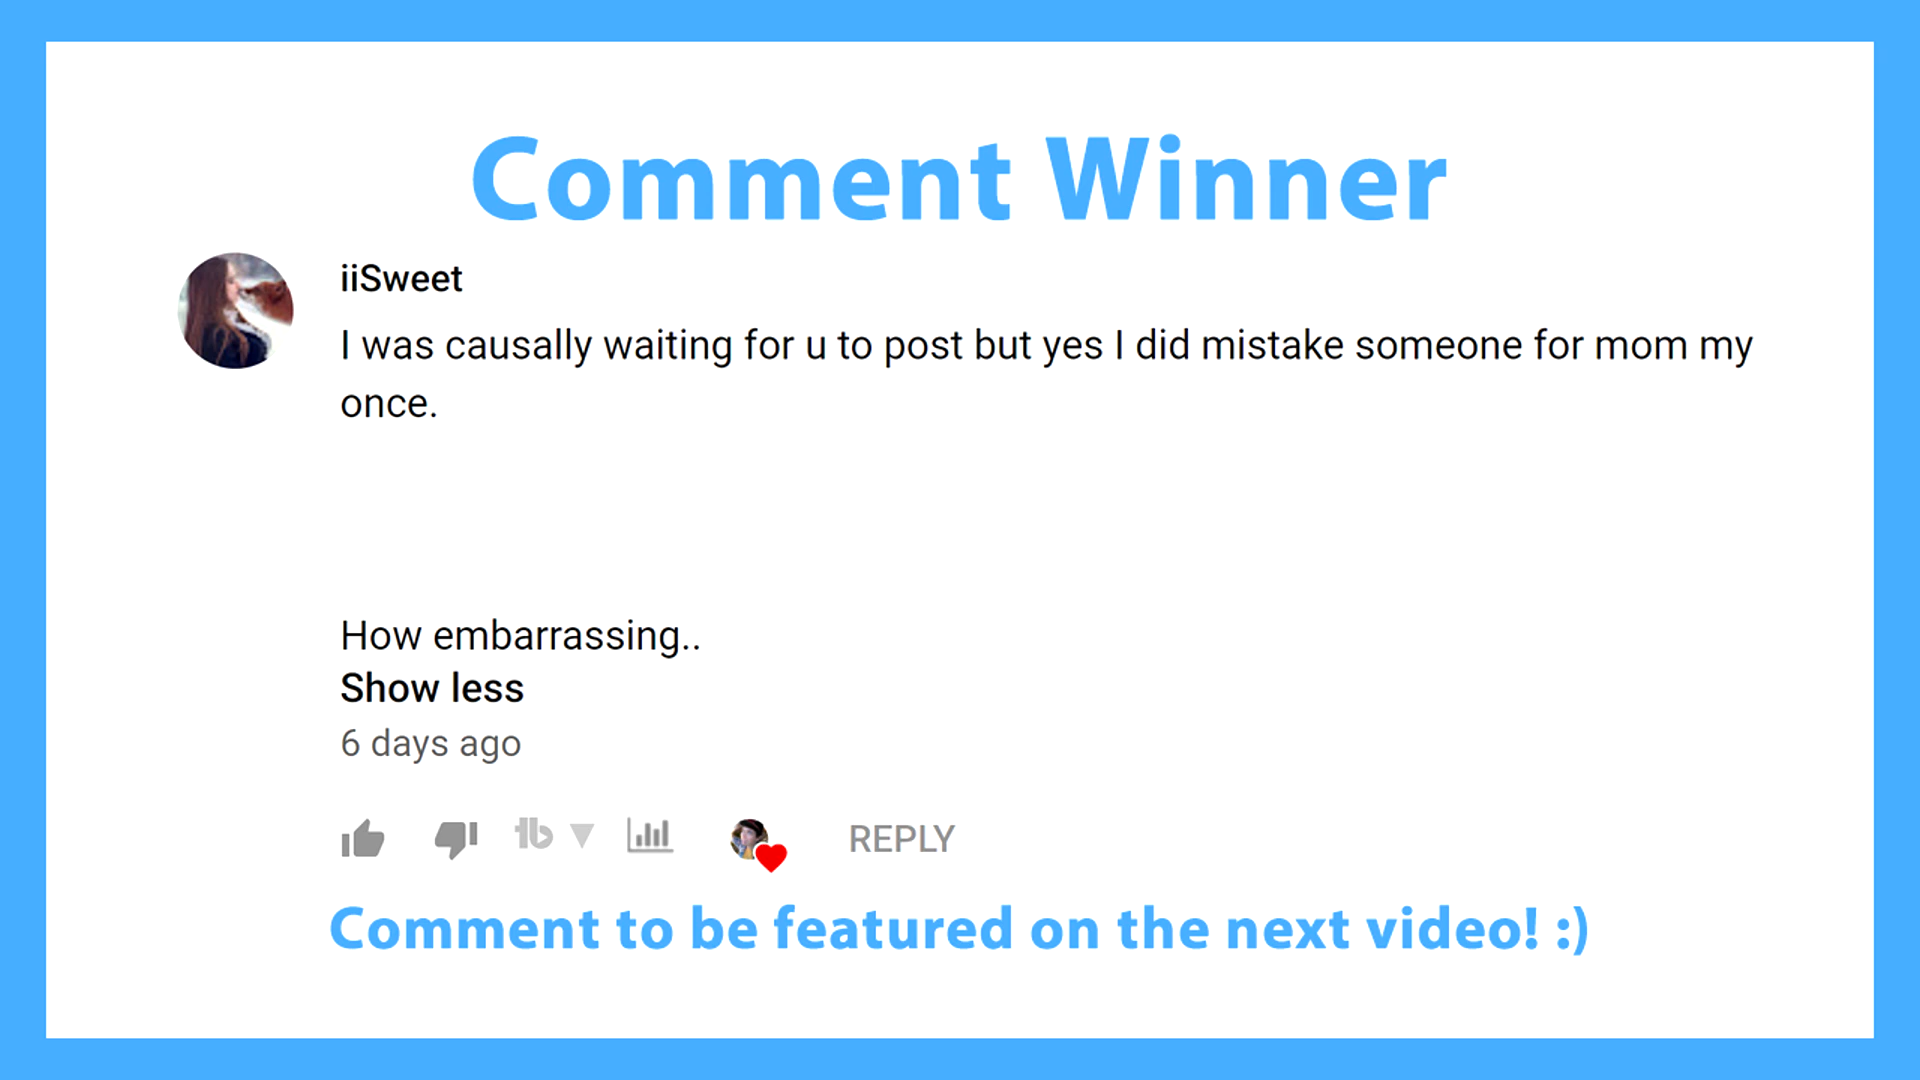 Comment Winner
iiSweet
I was causally waiting for u to post but yes I did mistake someone for mom my
once.
How embarrassing..
Show less
6 days ago
tb
REPLY
Comment to be featured on the next video! :)